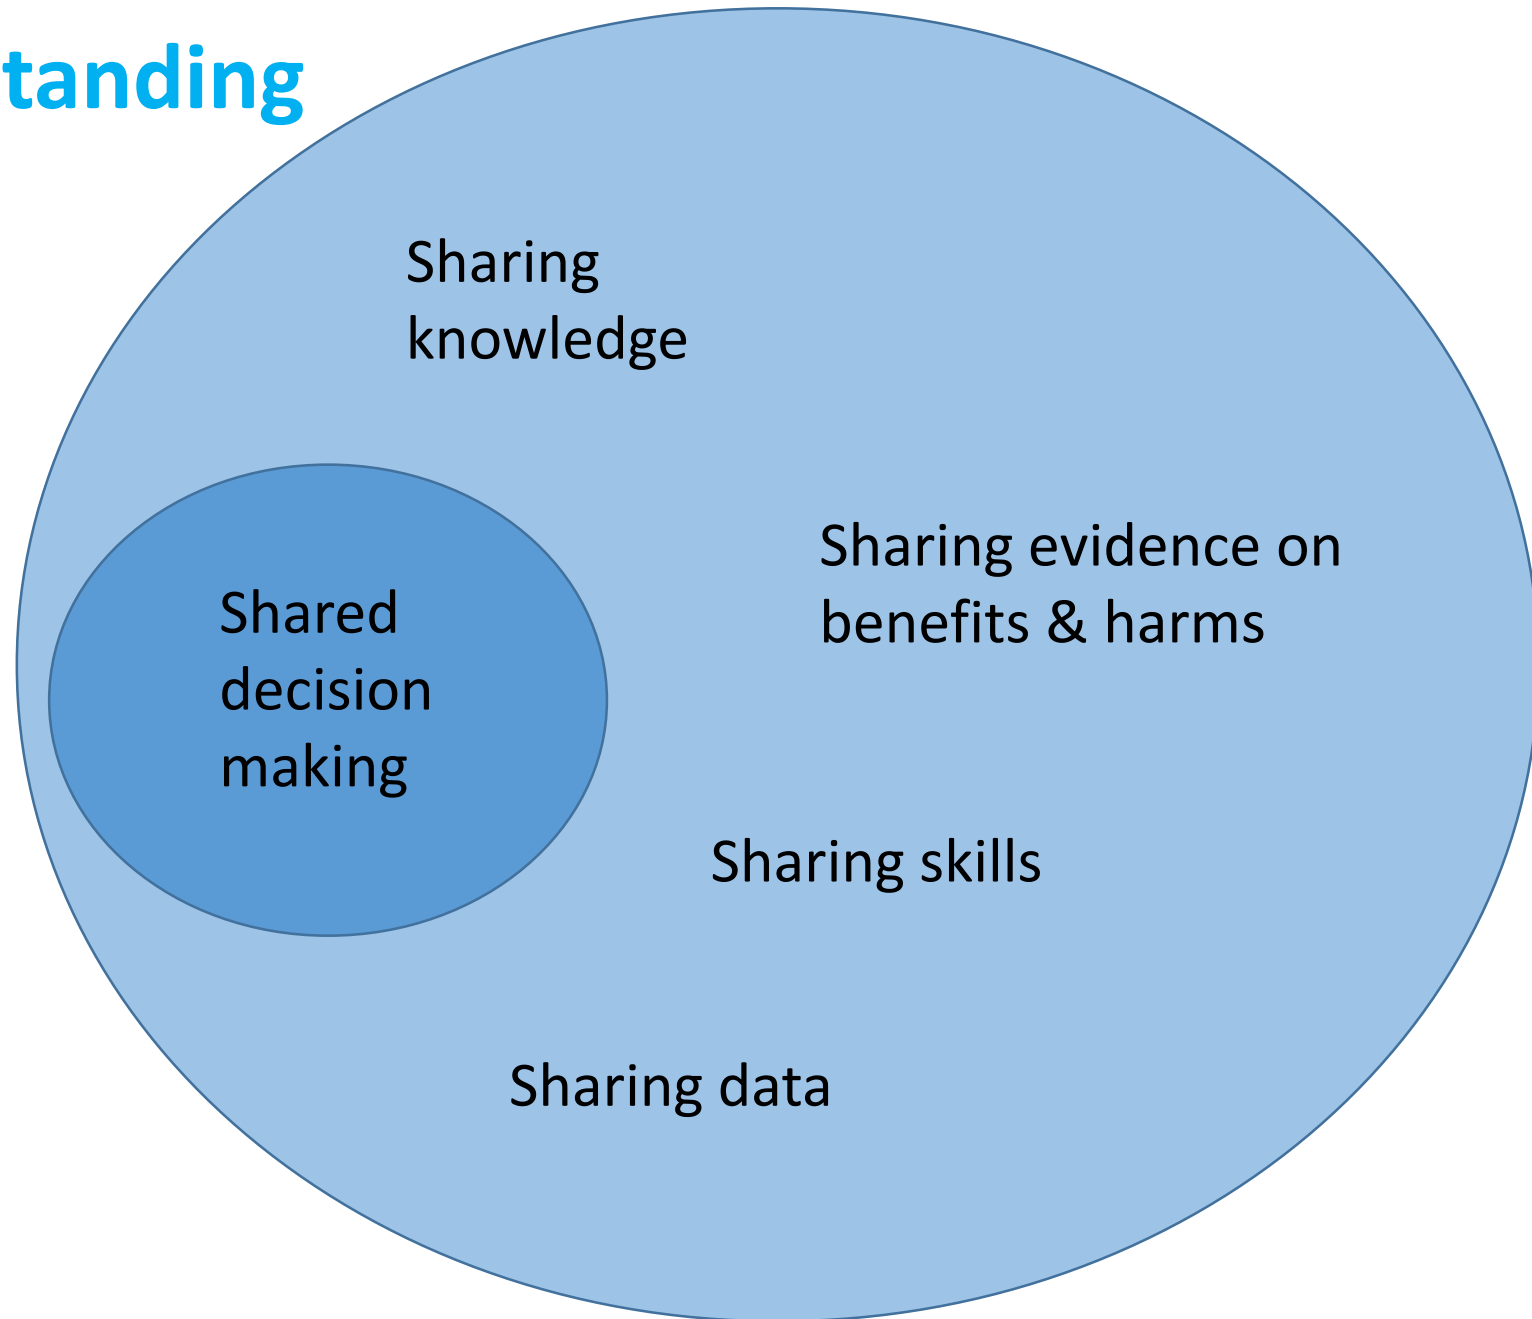 tanding
Sharing
knowledge
Sharing evidence on
benefits & harms
Shared
decision
making
Sharing skills
Sharing data